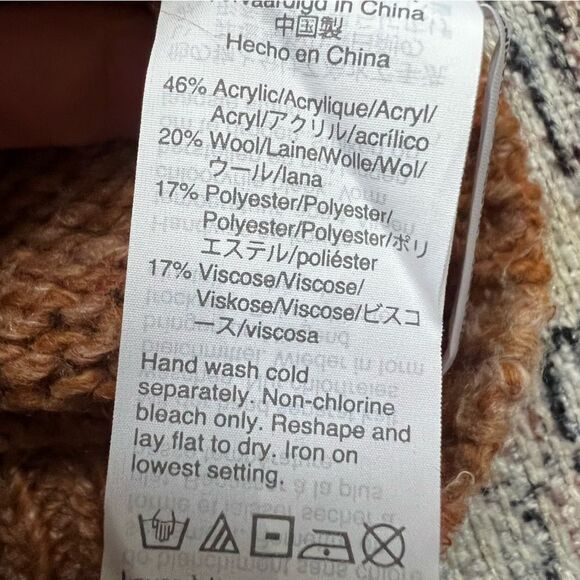 in China
中国製
Hecho en China
46% Acrylic/Acrylique/Acryl/
Acryl/アクリル/acrílico
20% Wool/Laine/Wolle/Wol/
ウール/lana
17% Polyester/Polyester/
Polyester/Polyester/ポリ
エステル/poliéster
17% Viscose/Viscose/
Viskose/Viscose/ビスコ
ース/viscosa
Hand wash cold
separately. Non-chlorine
bleach only. Reshape and
lay flat to dry. Iron on
lowest setting.